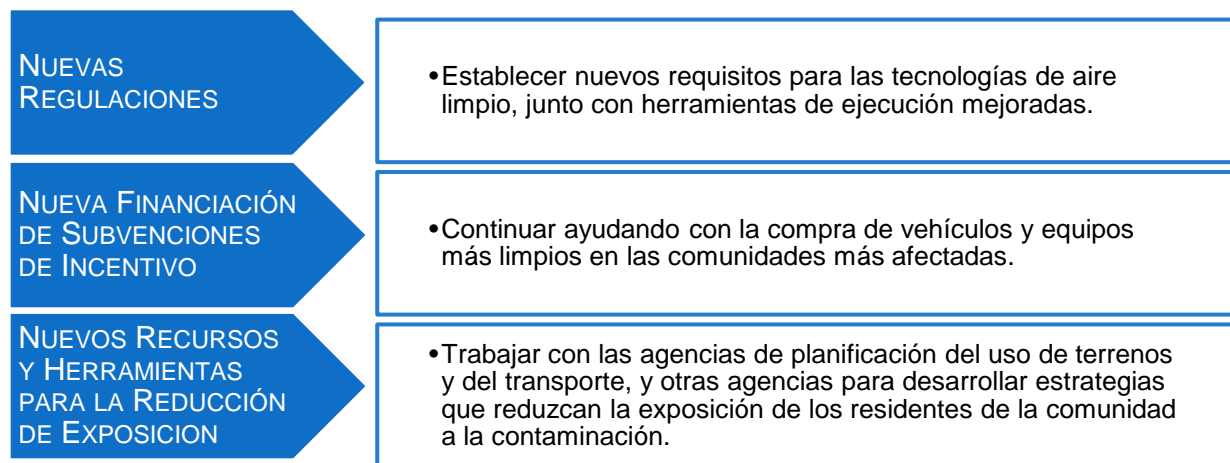 NUEVAS
REGULACIONES
•Establecer nuevos requisitos para las tecnologías de aire
limpio, junto con herramientas de ejecución mejoradas.
NUEVA FINANCIACIÓN
DE SUBVENCIONES
DE INCENTIVO
•Continuar ayudando con la compra de vehículos y equipos
más limpios en las comunidades más afectadas.
NUEVOS RECURSOS
Y HERRAMIENTAS
PARA LA REDUCCIÓN
DE EXPOSICION
•Trabajar con las agencias de planificación del uso de terrenos
y del transporte, y otras agencias para desarrollar estrategias
que reduzcan la exposición de los residentes de la comunidad
a la contaminación.